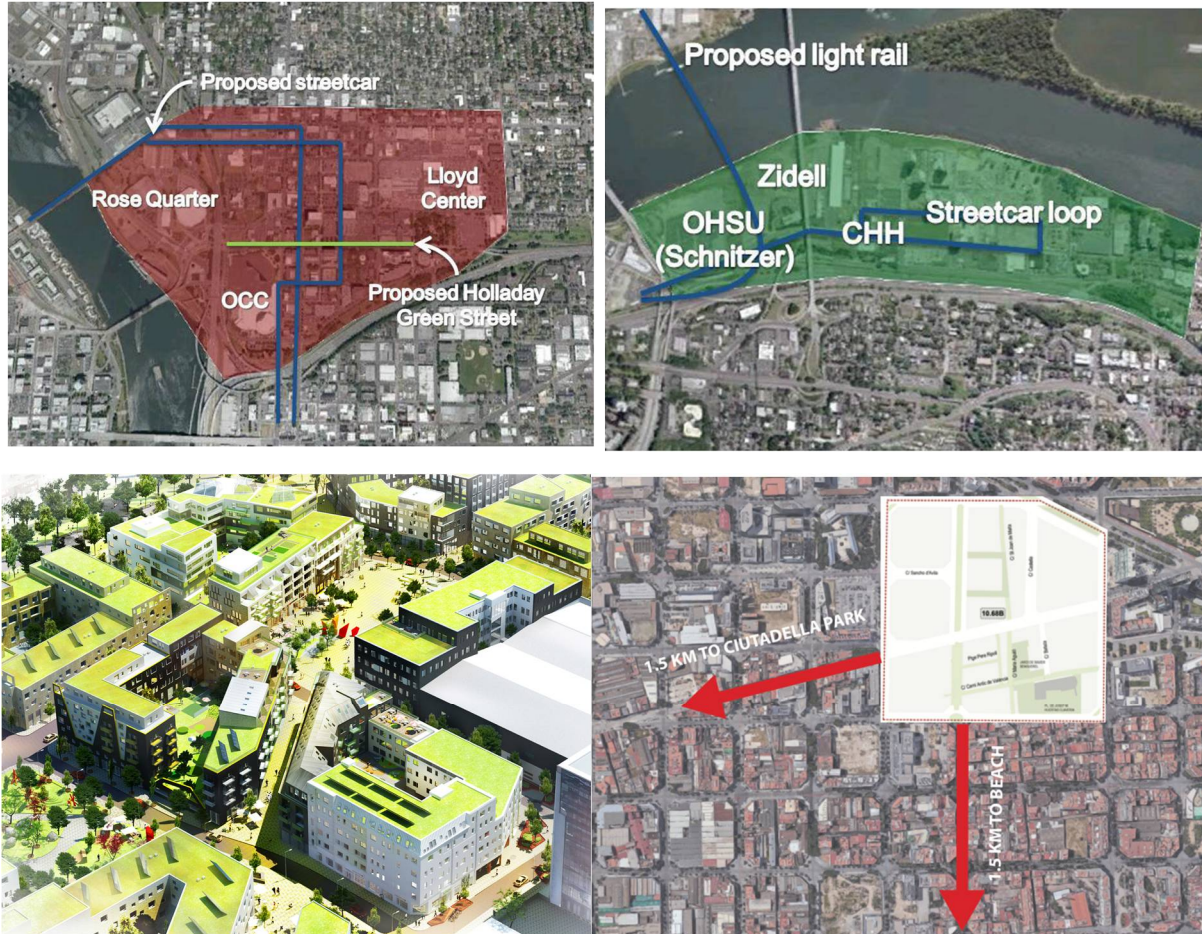 Proposed streetcar
Rose Quarter
Lloyd
Center
OCC
Proposed Holladay
Green Street
Proposed light rail
Zidell
OHSU
(Schnitzer)
CHH
Streetcar loop
1.5 KM TO CIUTADELLA PARK
10.68B
1.5 KM TO BEACH